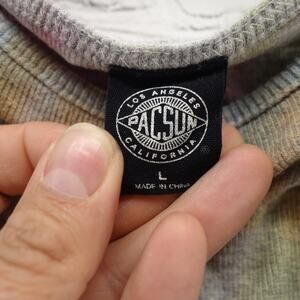 LOS ANGELES
PACSUN
CALIFORNIA
L
MADE IN CHINA